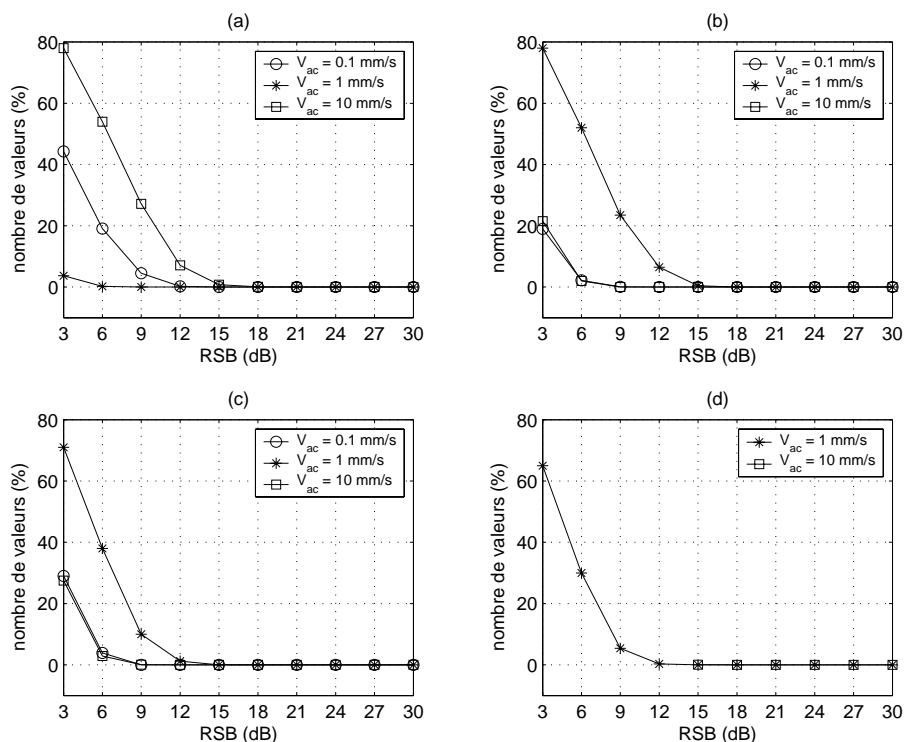 (a)
80
60
40
20
0
nombre de valeurs (%)
3 6 9 12 15 18 21 24 27 30
RSB (dB)
V_ac = 0.1 mm/s
V_ac = 1 mm/s
V_ac = 10 mm/s
(b)
80
60
40
20
0
nombre de valeurs (%)
3 6 9 12 15 18 21 24 27 30
RSB (dB)
V_ac = 0.1 mm/s
V_ac = 1 mm/s
V_ac = 10 mm/s
(c)
80
60
40
20
0
nombre de valeurs (%)
3 6 9 12 15 18 21 24 27 30
RSB (dB)
V_ac = 0.1 mm/s
V_ac = 1 mm/s
V_ac = 10 mm/s
(d)
80
60
40
20
0
nombre de valeurs (%)
3 6 9 12 15 18 21 24 27 30
RSB (dB)
V_ac = 1 mm/s
V_ac = 10 mm/s